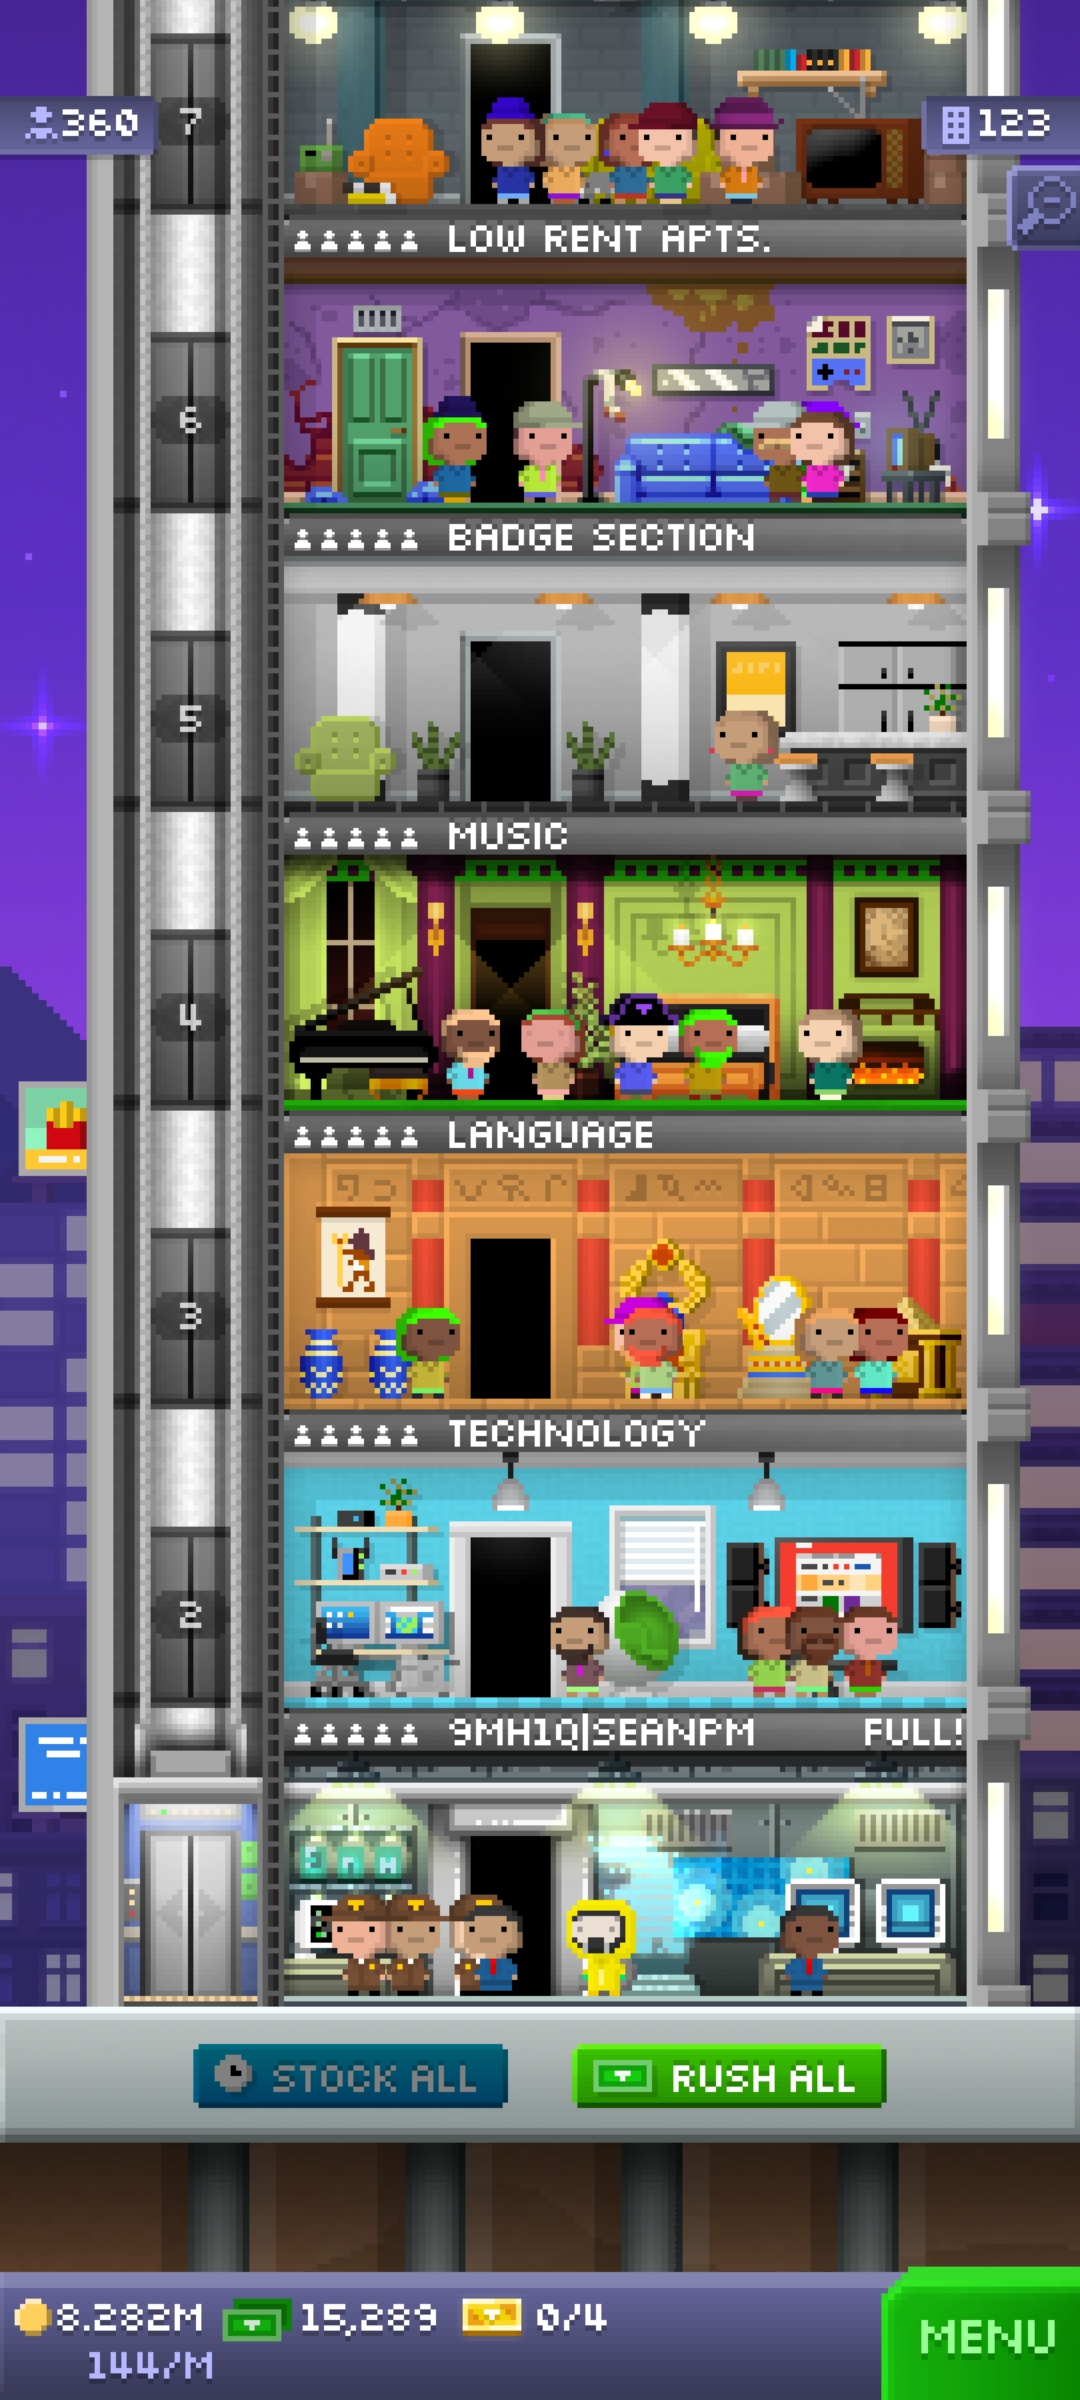 360
7
123
LOW RENT APTS.
6
BADGE SECTION
5
MUSIC
4
LANGUAGE
3
TECHNOLOGY
2
9MH1Q|SEANPM FULL!
STOCK ALL
RUSH ALL
8.282M
15,289
0/4
144/M
MENU